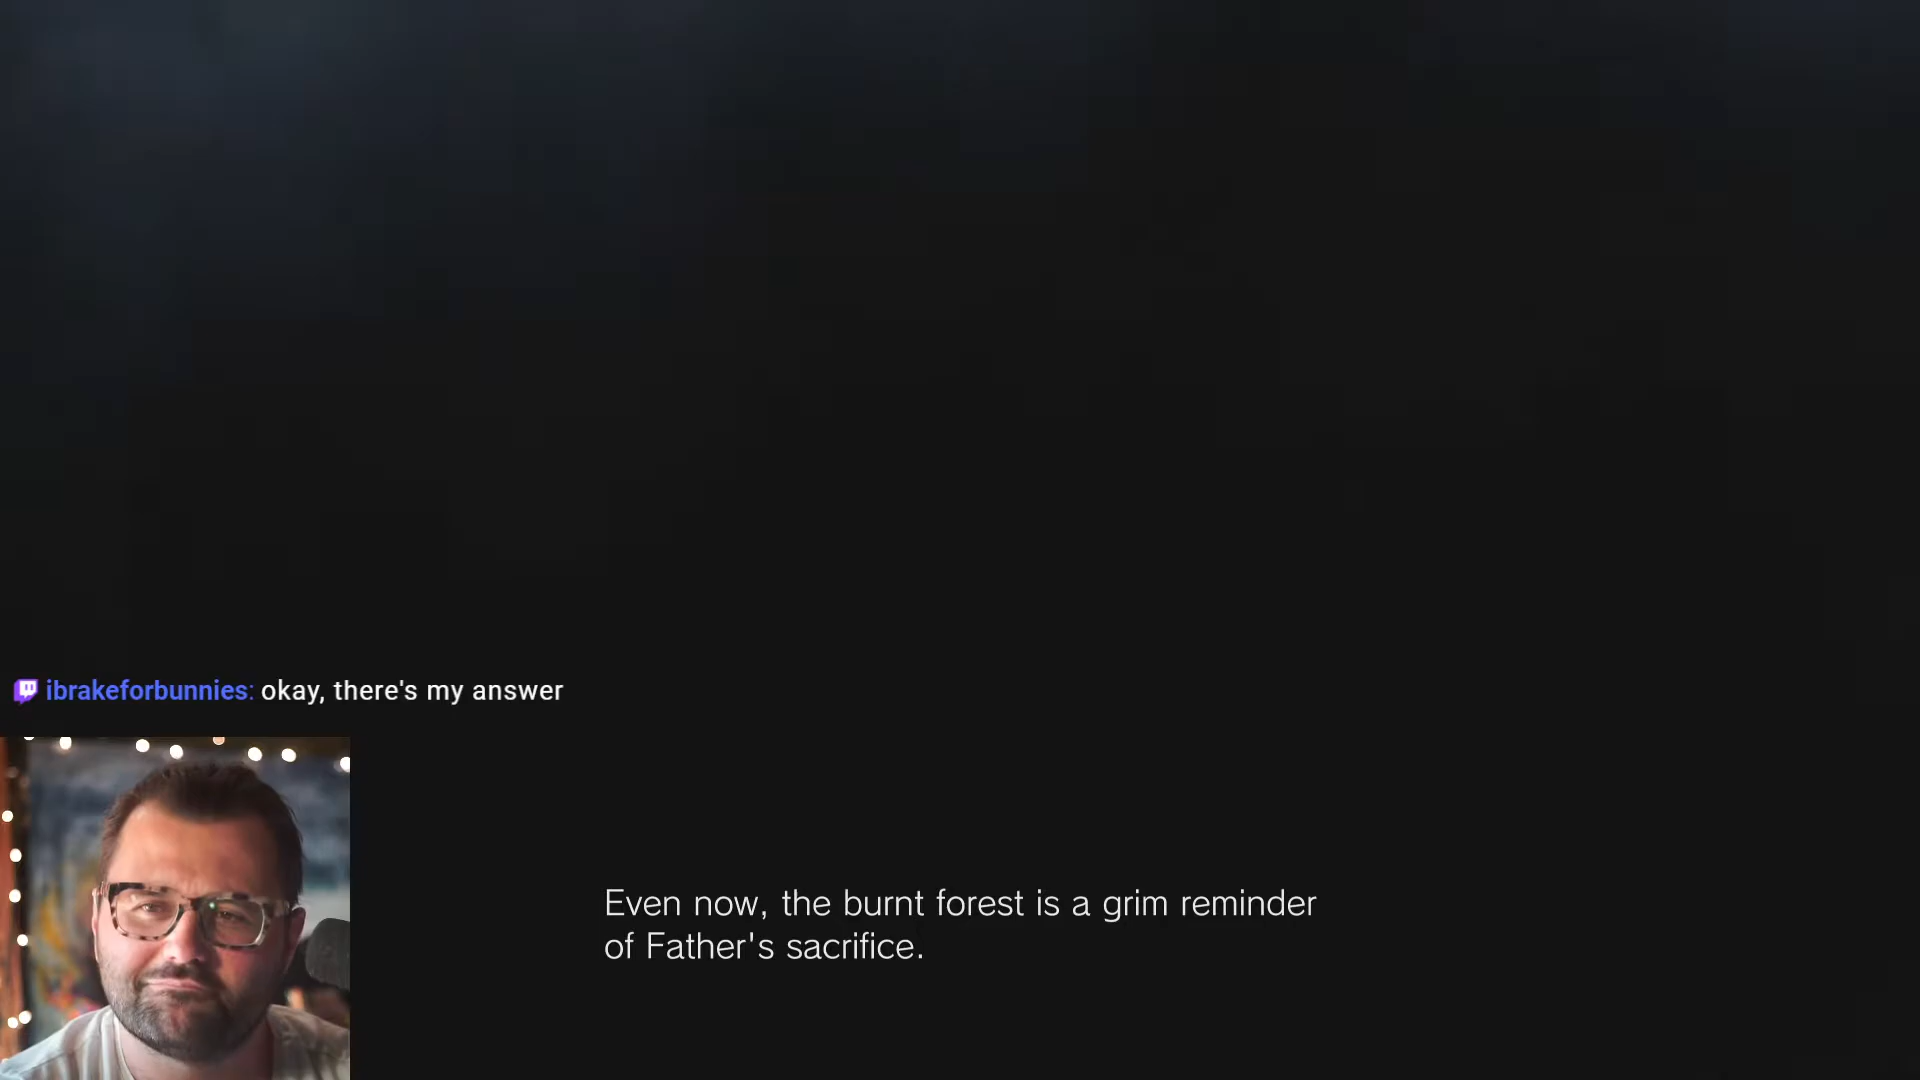 ibrakeforbunnies: okay, there's my answer
Even now, the burnt forest is a grim reminder
of Father's sacrifice.